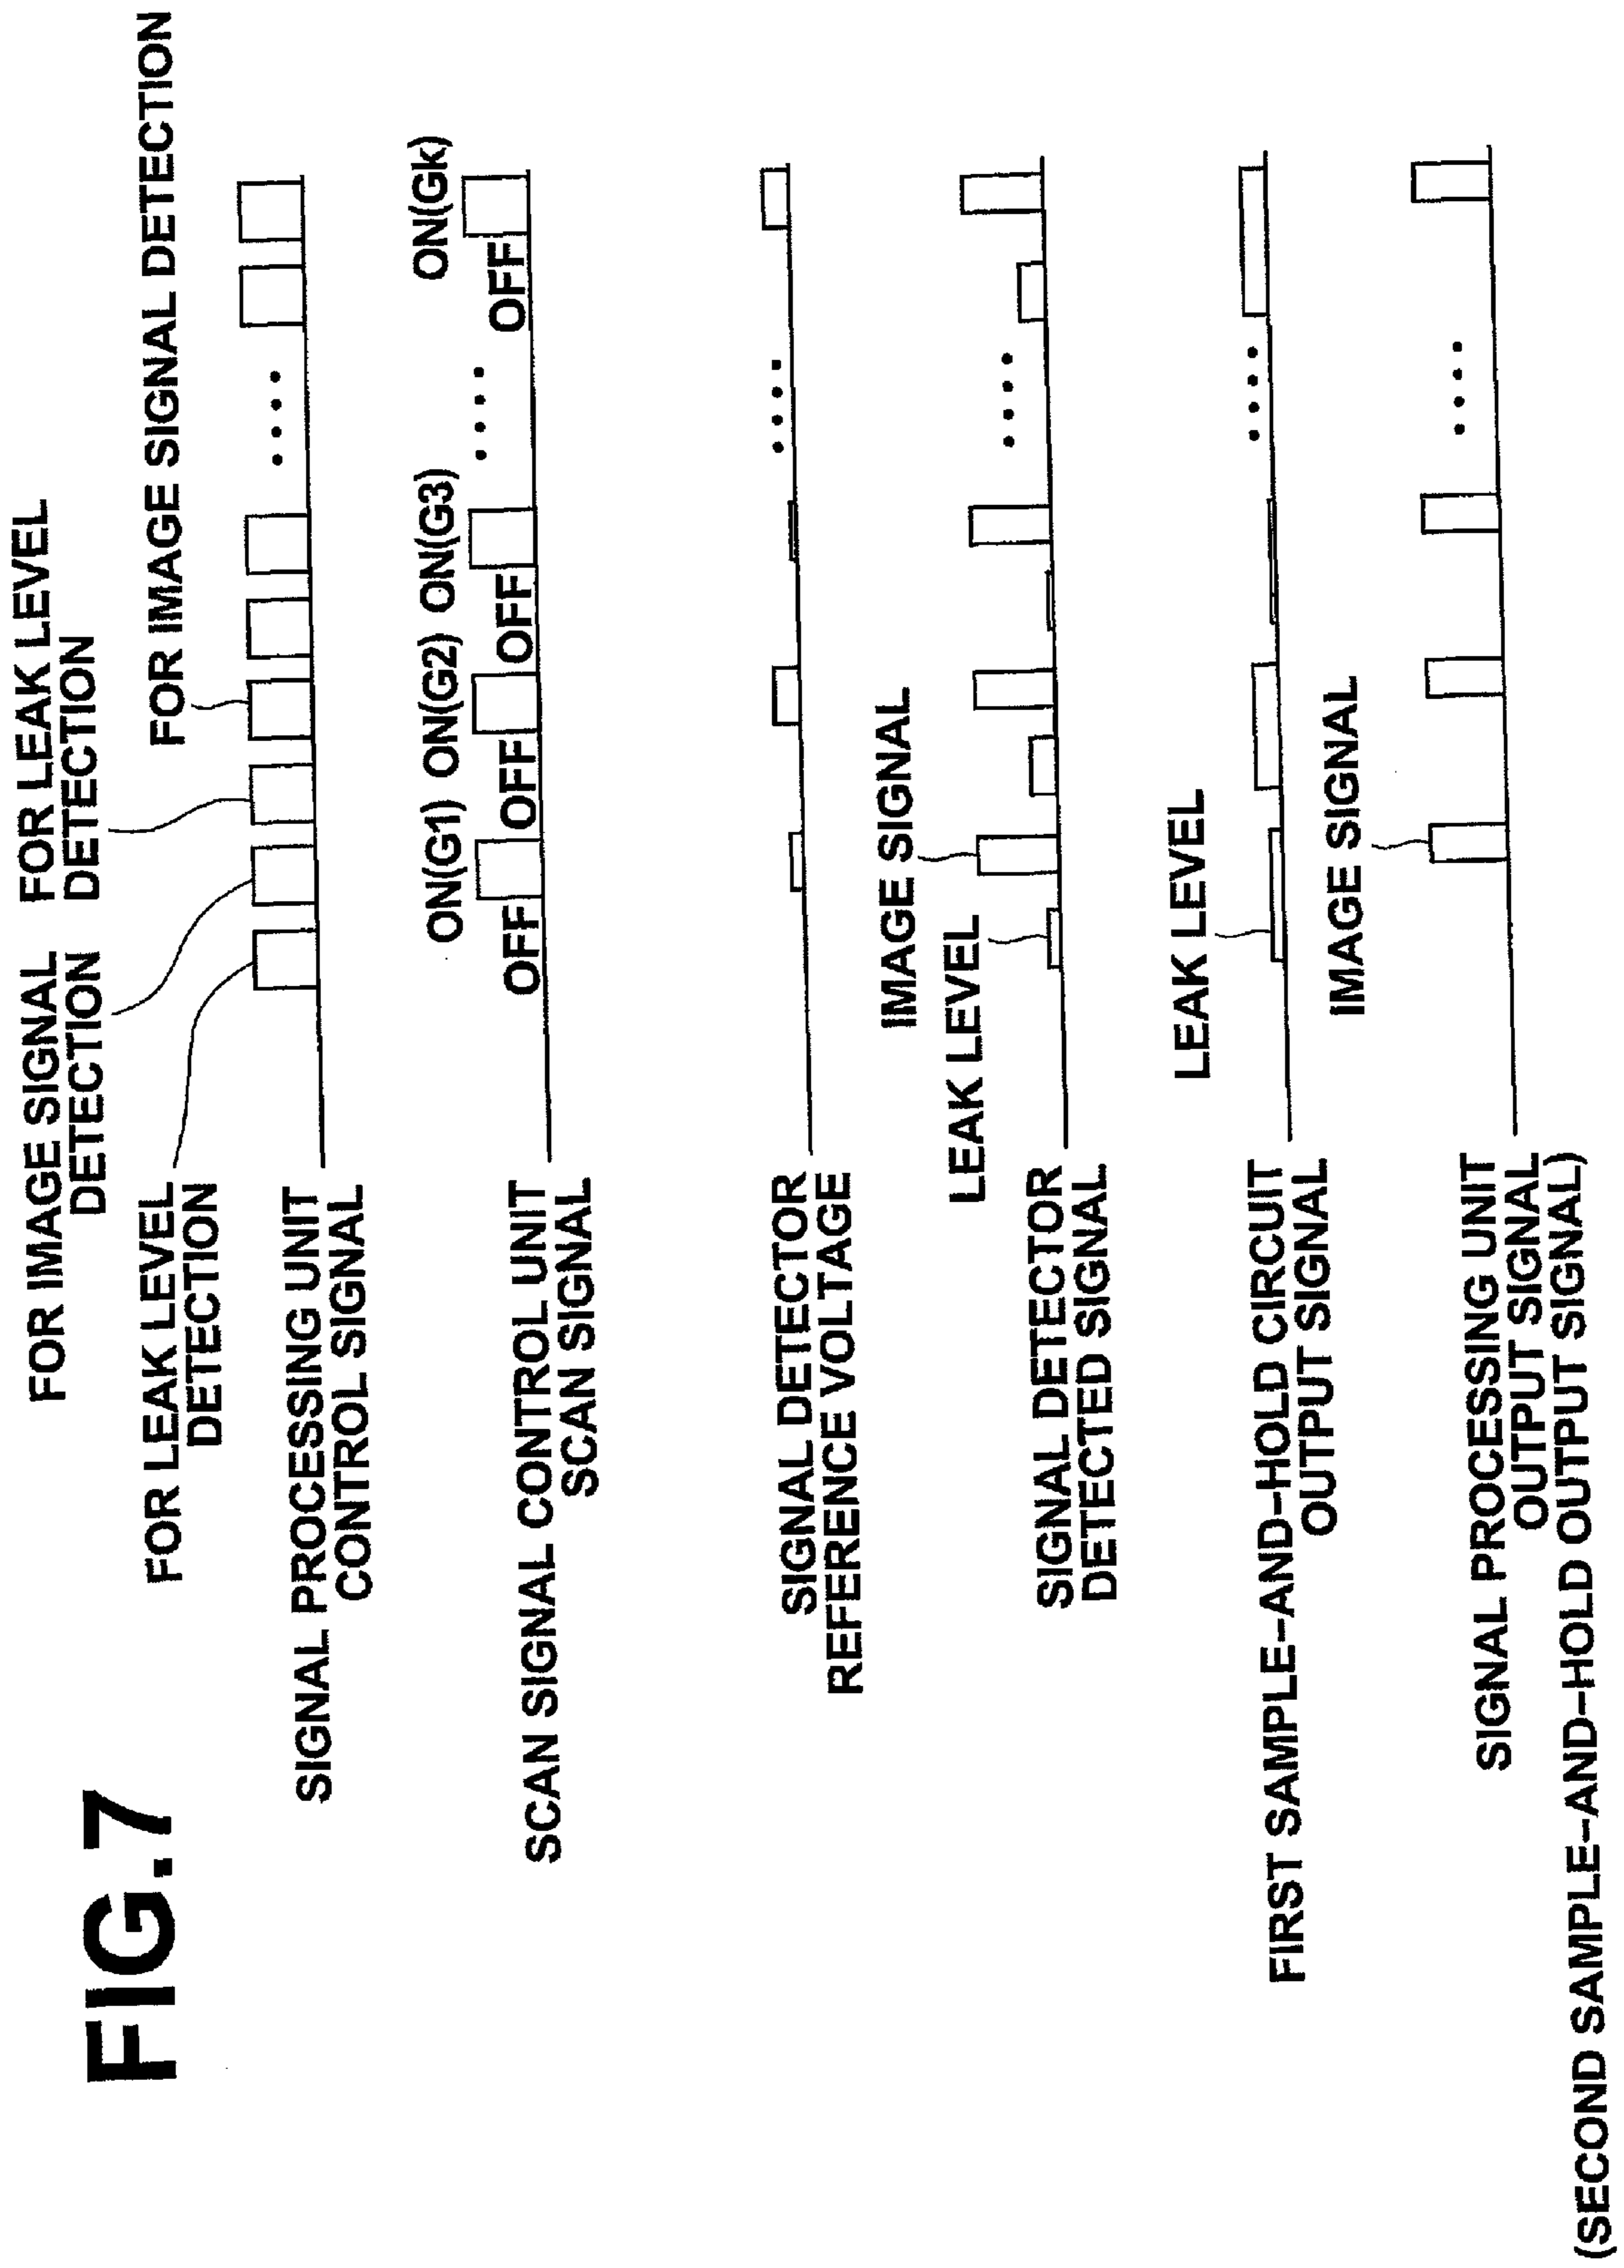 FIG.7
FOR IMAGE SIGNAL
DETECTION
FOR LEAK LEVEL
DETECTION
FOR LEAK LEVEL
DETECTION
FOR IMAGE SIGNAL DETECTION
SIGNAL PROCESSING UNIT
CONTROL SIGNAL
ON(G1) ON(G2) ON(G3) ON(Gk)
OFF OFF OFF OFF
SCAN SIGNAL CONTROL UNIT
SCAN SIGNAL
SIGNAL DETECTOR
REFERENCE VOLTAGE
IMAGE SIGNAL
LEAK LEVEL
SIGNAL DETECTOR
DETECTED SIGNAL
LEAK LEVEL
FIRST SAMPLE-AND-HOLD CIRCUIT
OUTPUT SIGNAL
IMAGE SIGNAL
SIGNAL PROCESSING UNIT
OUTPUT SIGNAL
(SECOND SAMPLE-AND-HOLD OUTPUT SIGNAL)